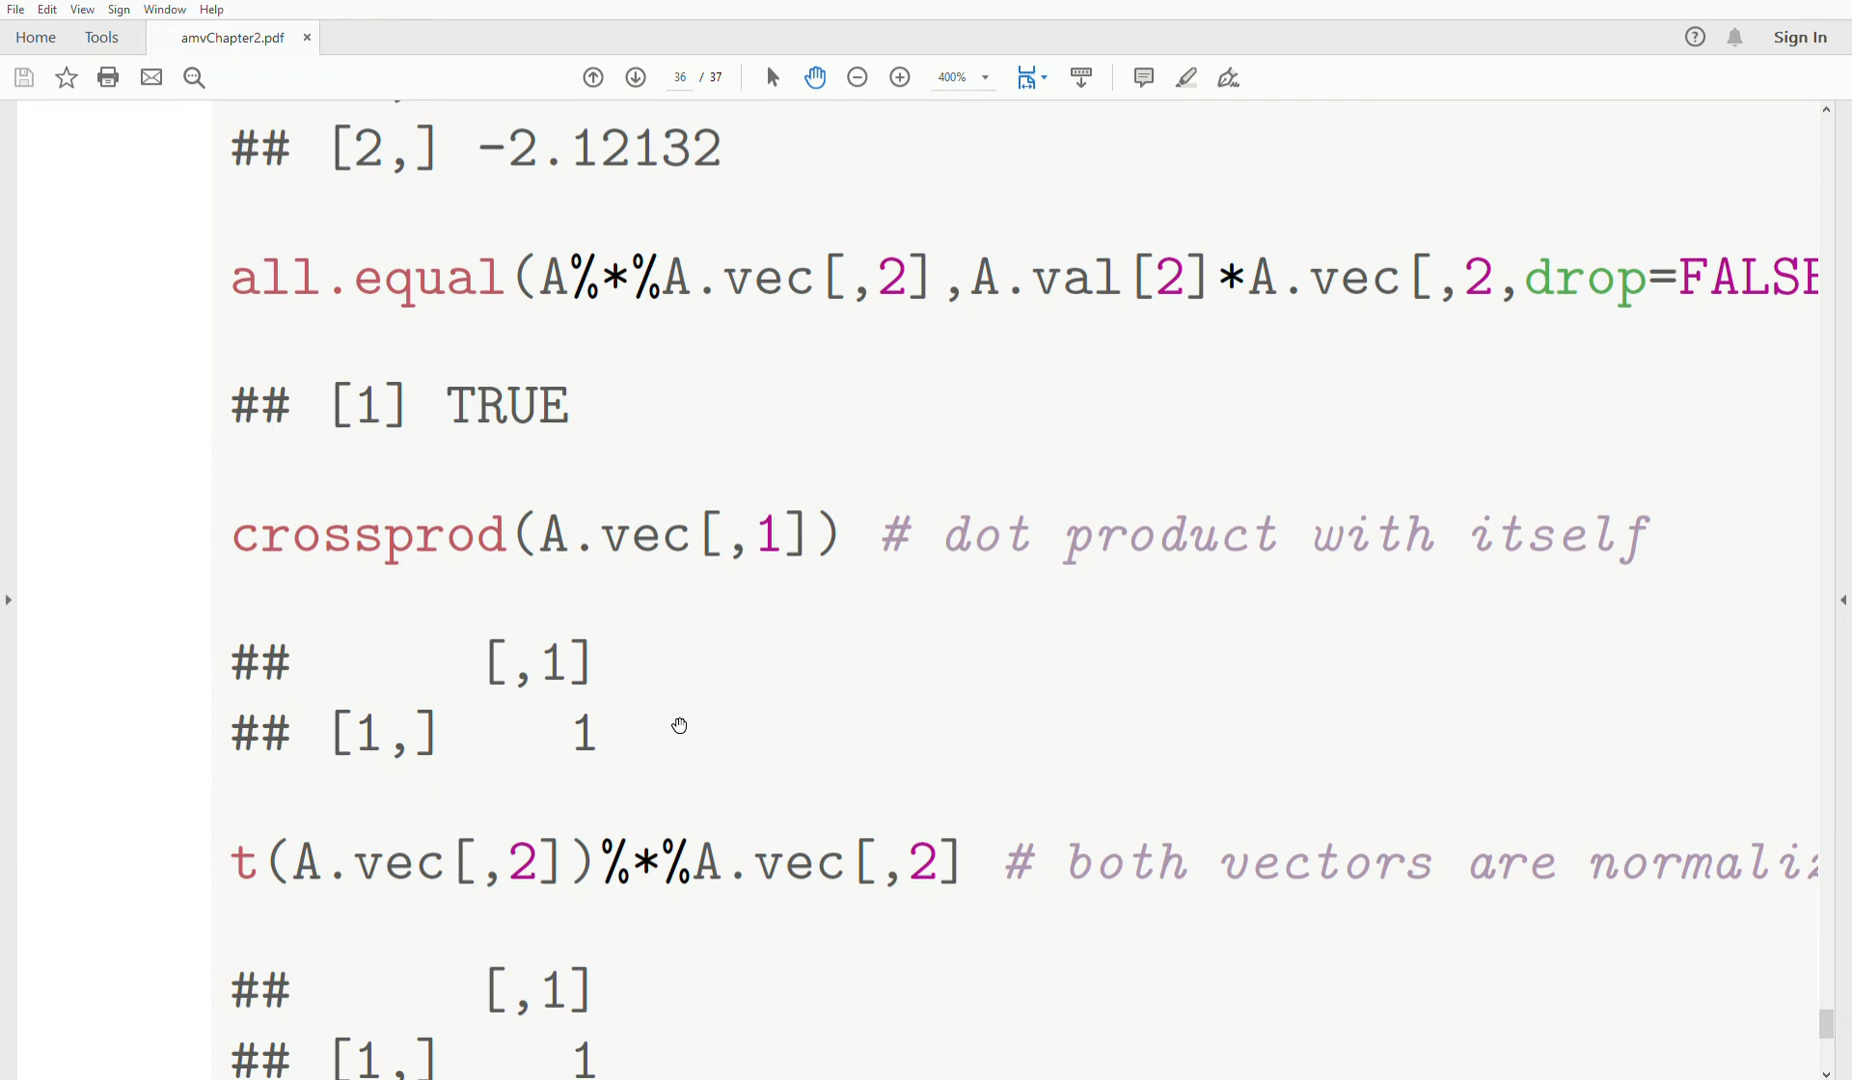 File Edit View Sign Window Help
Home Tools amvChapter2.pdf × ? Sign In
36 / 37 400%
## [2,] -2.12132
all.equal(A%*%A.vec[,2],A.val[2]*A.vec[,2,drop=FALSE
## [1] TRUE
crossprod(A.vec[,1]) # dot product with itself
## [,1]
## [1,] 1
t(A.vec[,2])%*%A.vec[,2] # both vectors are normaliz
## [,1]
## [1,] 1